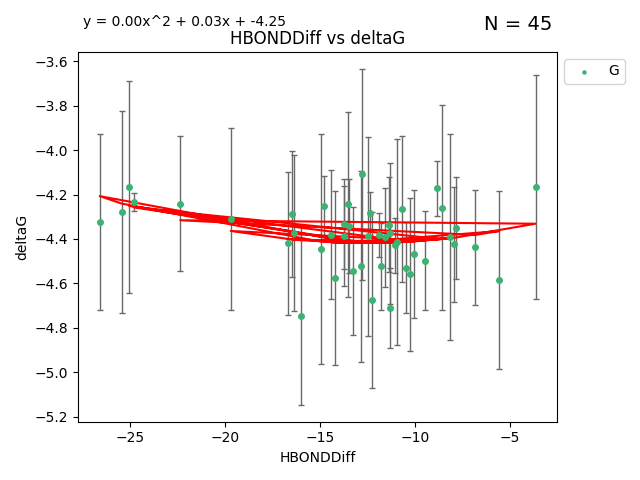 y = 0.00x^2 + 0.03x + -4.25
N = 45
HBONDDiff vs deltaG
G
−3.6
−3.8
−4.0
−4.2
−4.4
−4.6
−4.8
−5.0
−5.2
deltaG
−25
−20
−15
−10
−5
HBONDDiff